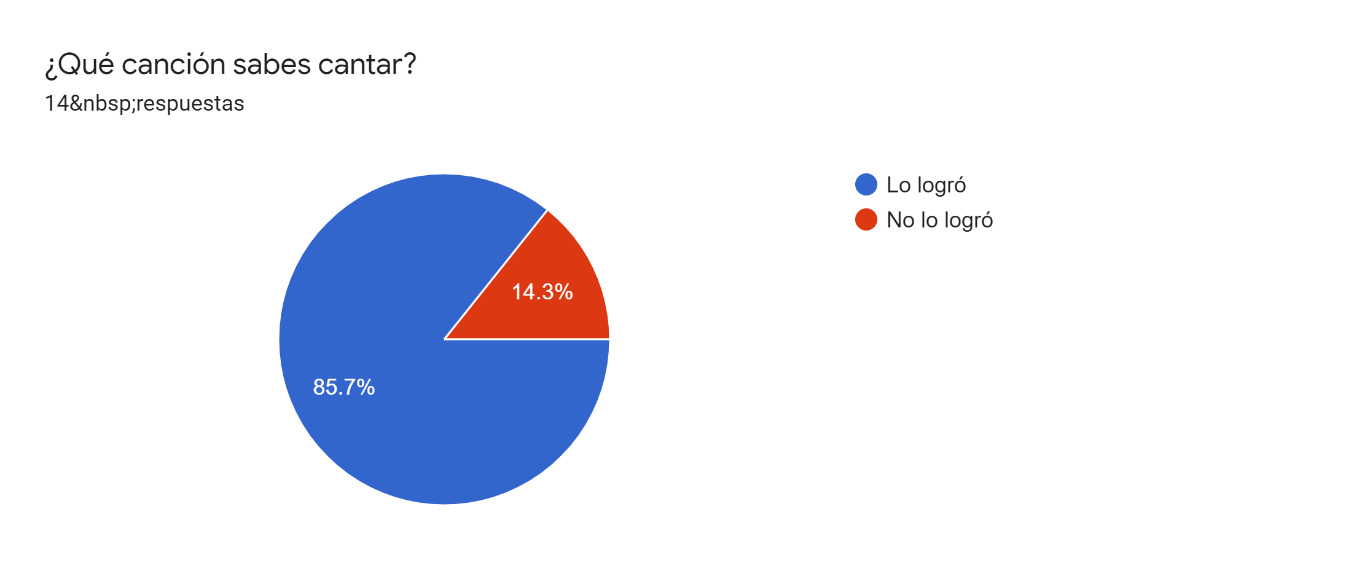 ¿Qué canción sabes cantar?
14&nbsp;respuestas
Lo logró
No lo logró
14.3%
85.7%